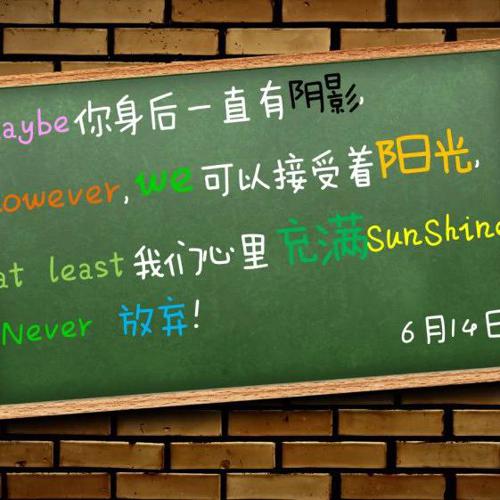 aybe你身后一直有阴影,
owever,we可以接受着阳光,
at least我们心里充满SunShine
Never 放弃!
6月14日